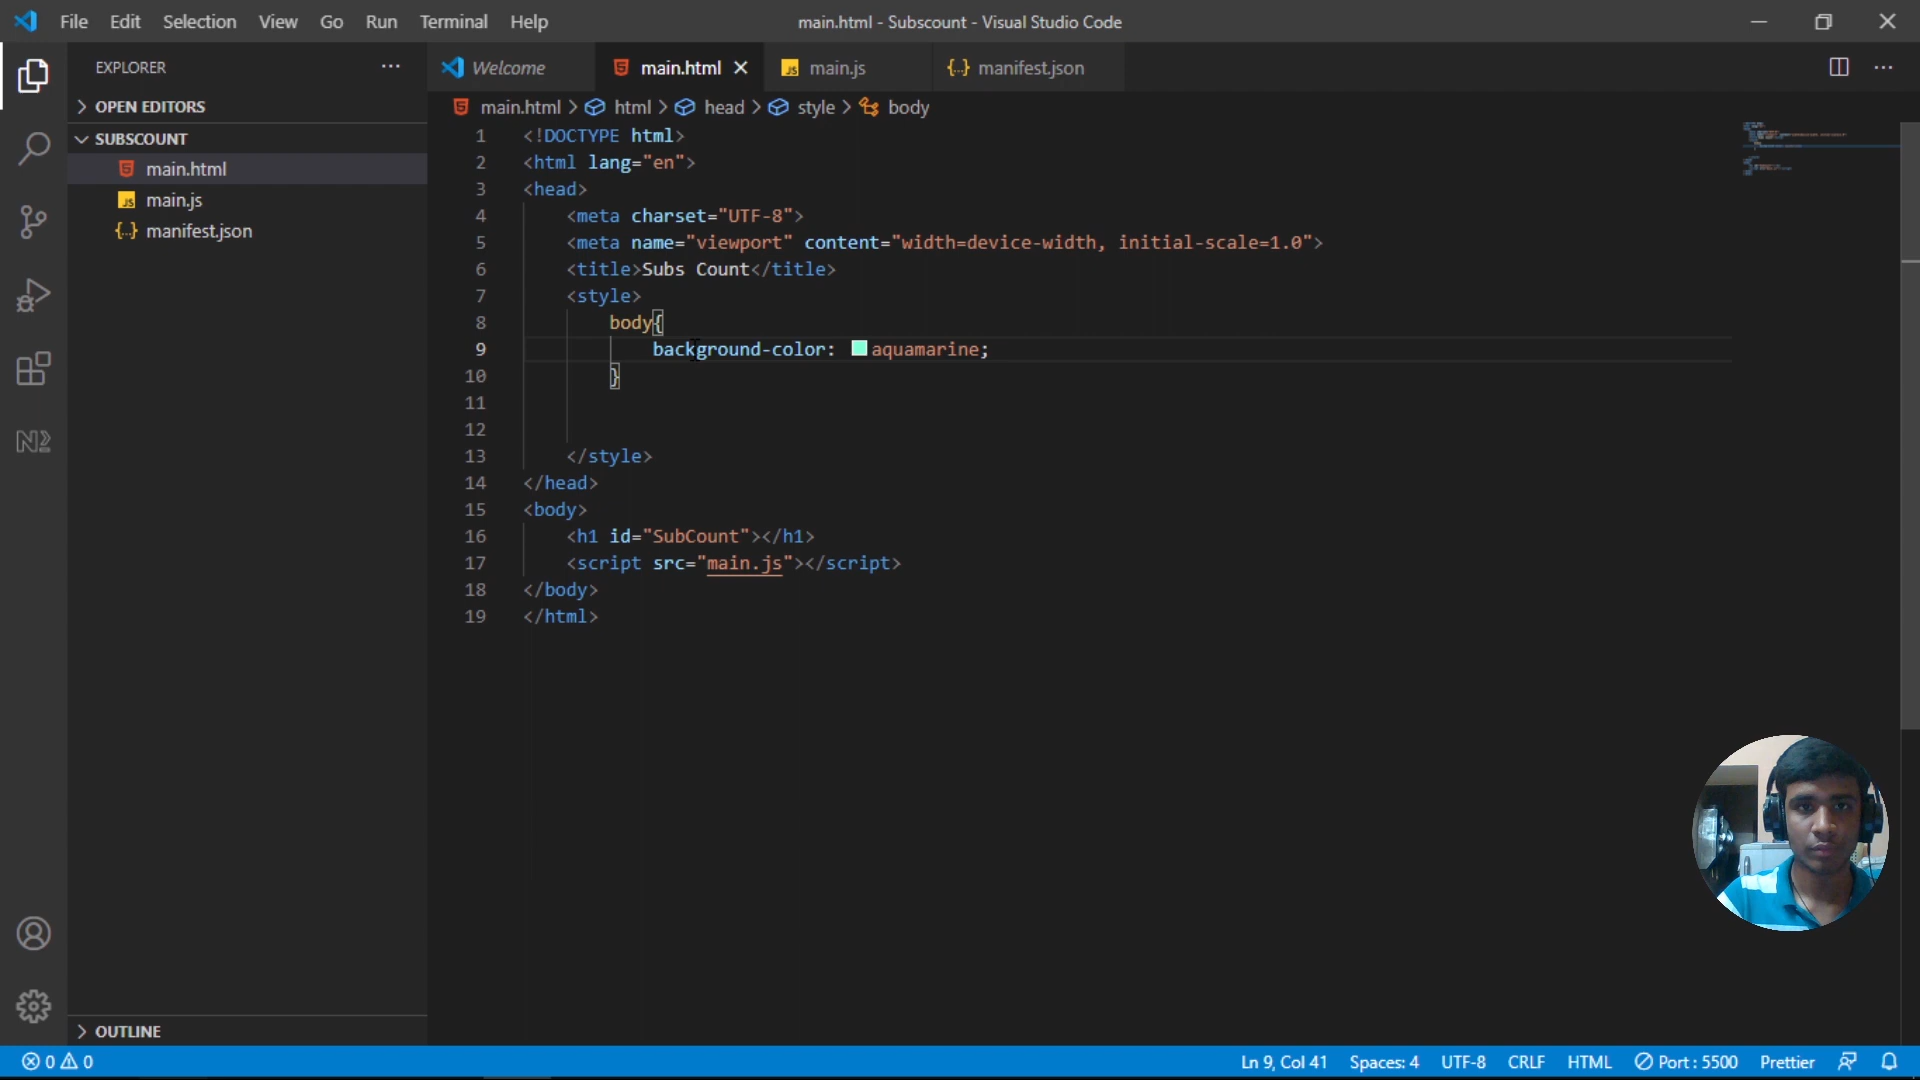 File Edit Selection View Go Run Terminal Help main.html - Subscount - Visual Studio Code
EXPLORER
OPEN EDITORS
SUBSCOUNT
main.html
main.js
manifest.json
OUTLINE
Welcome main.html main.js manifest.json
main.html > html > head > style > body
1 <!DOCTYPE html>
2 <html lang="en">
3 <head>
4 <meta charset="UTF-8">
5 <meta name="viewport" content="width=device-width, initial-scale=1.0">
6 <title>Subs Count</title>
7 <style>
8 body{
9 background-color: aquamarine;
10 }
11
12
13 </style>
14 </head>
15 <body>
16 <h1 id="SubCount"></h1>
17 <script src="main.js"></script>
18 </body>
19 </html>
0 0 Ln 9, Col 41 Spaces: 4 UTF-8 CRLF HTML Port : 5500 Prettier